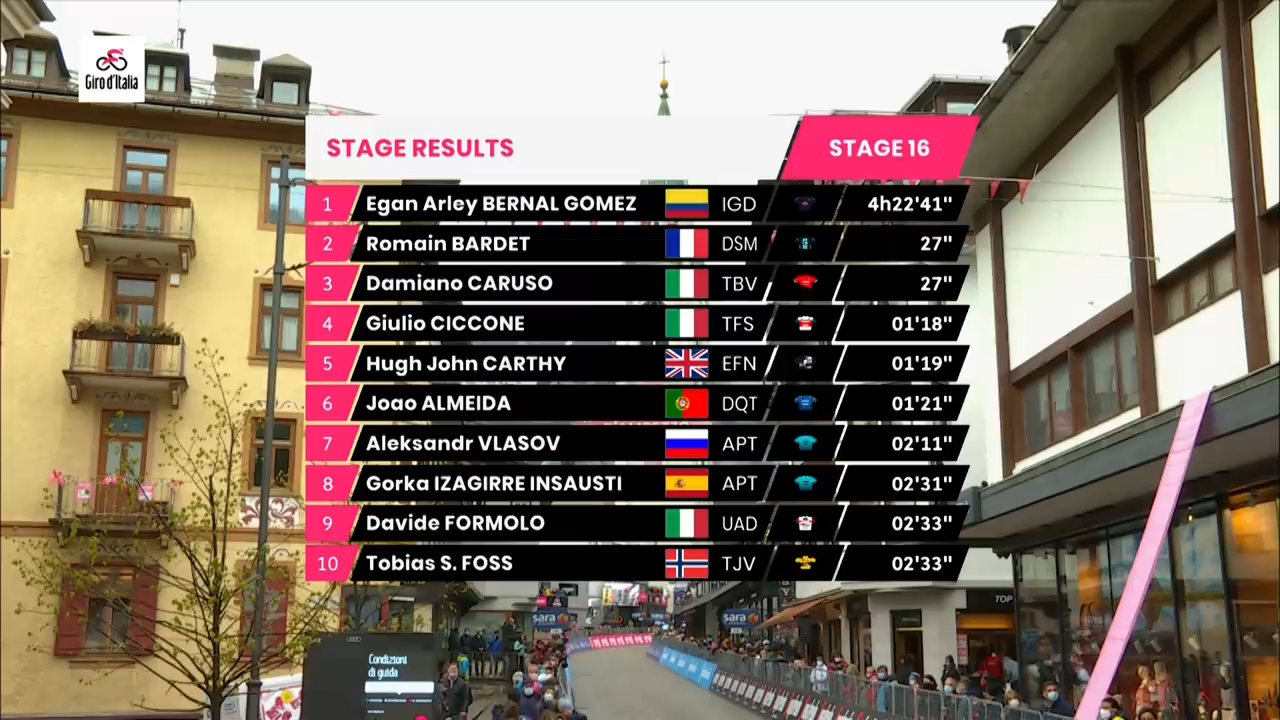 Giro d'Italia
STAGE RESULTS STAGE 16
1 Egan Arley BERNAL GOMEZ IGD 4h22'41"
2 Romain BARDET DSM 27"
3 Damiano CARUSO TBV 27"
4 Giulio CICCONE TFS 01'18"
5 Hugh John CARTHY EFN 01'19"
6 Joao ALMEIDA DQT 01'21"
7 Aleksandr VLASOV APT 02'11"
8 Gorka IZAGIRRE INSAUSTI APT 02'31"
9 Davide FORMOLO UAD 02'33"
10 Tobias S. FOSS TJV 02'33"
TOP
sara
sara
Condizioni
di guida